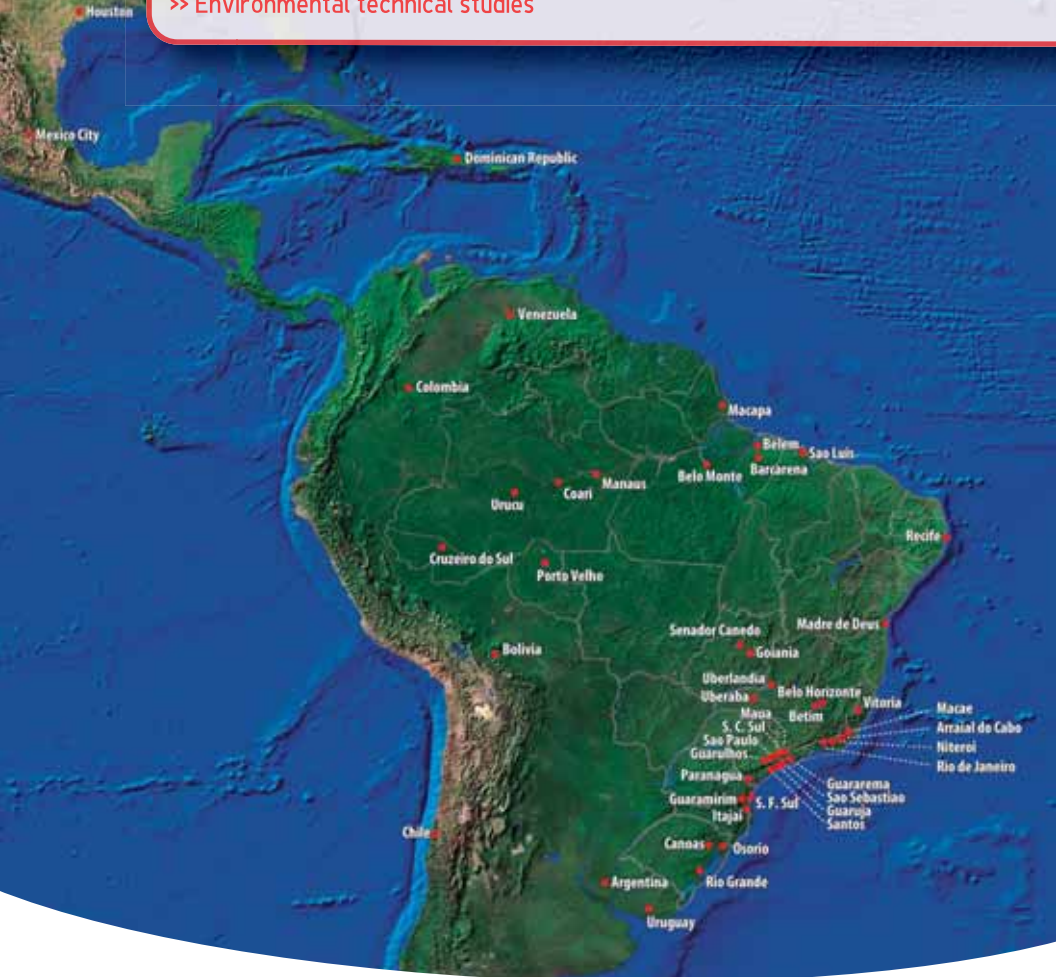 >> Environmental technical studies
Houston
Mexico City
Dominican Republic
Venezuela
Colombia
Macapa
Belem
Sao Luis
Barcarena
Belo Monte
Manaus
Coari
Urucu
Recife
Cruzeiro do Sul
Porto Velho
Madre de Deus
Senador Canedo
Goiania
Bolivia
Uberlandia
Belo Horizonte
Uberaba
Vitoria
Macae
Maua
Betim
S. C. Sul
Arraial do Cabo
Sao Paulo
Niteroi
Guarulhos
Rio de Janeiro
Paranagua
Guararema
Sao Sebastiao
Guaramirim
S. F. Sul
Guaruja
Itajai
Santos
Chile
Canoas
Osorio
Argentina
Rio Grande
Uruguay